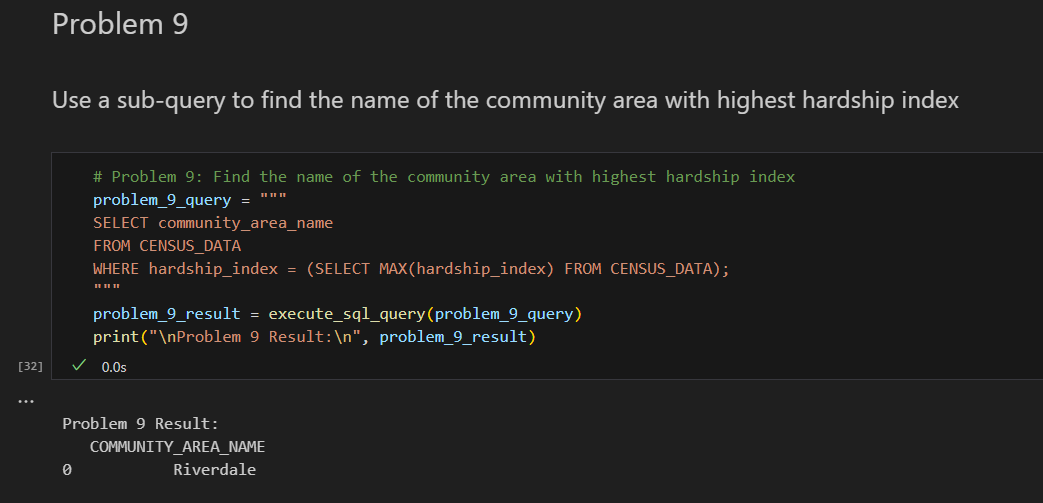 Problem 9
Use a sub-query to find the name of the community area with highest hardship index
# Problem 9: Find the name of the community area with highest hardship index
problem_9_query = """
SELECT community_area_name
FROM CENSUS_DATA
WHERE hardship_index = (SELECT MAX(hardship_index) FROM CENSUS_DATA);
"""
problem_9_result = execute_sql_query(problem_9_query)
print("\nProblem 9 Result:\n", problem_9_result)
[32] ✓ 0.0s
...
Problem 9 Result:
COMMUNITY_AREA_NAME
0 Riverdale